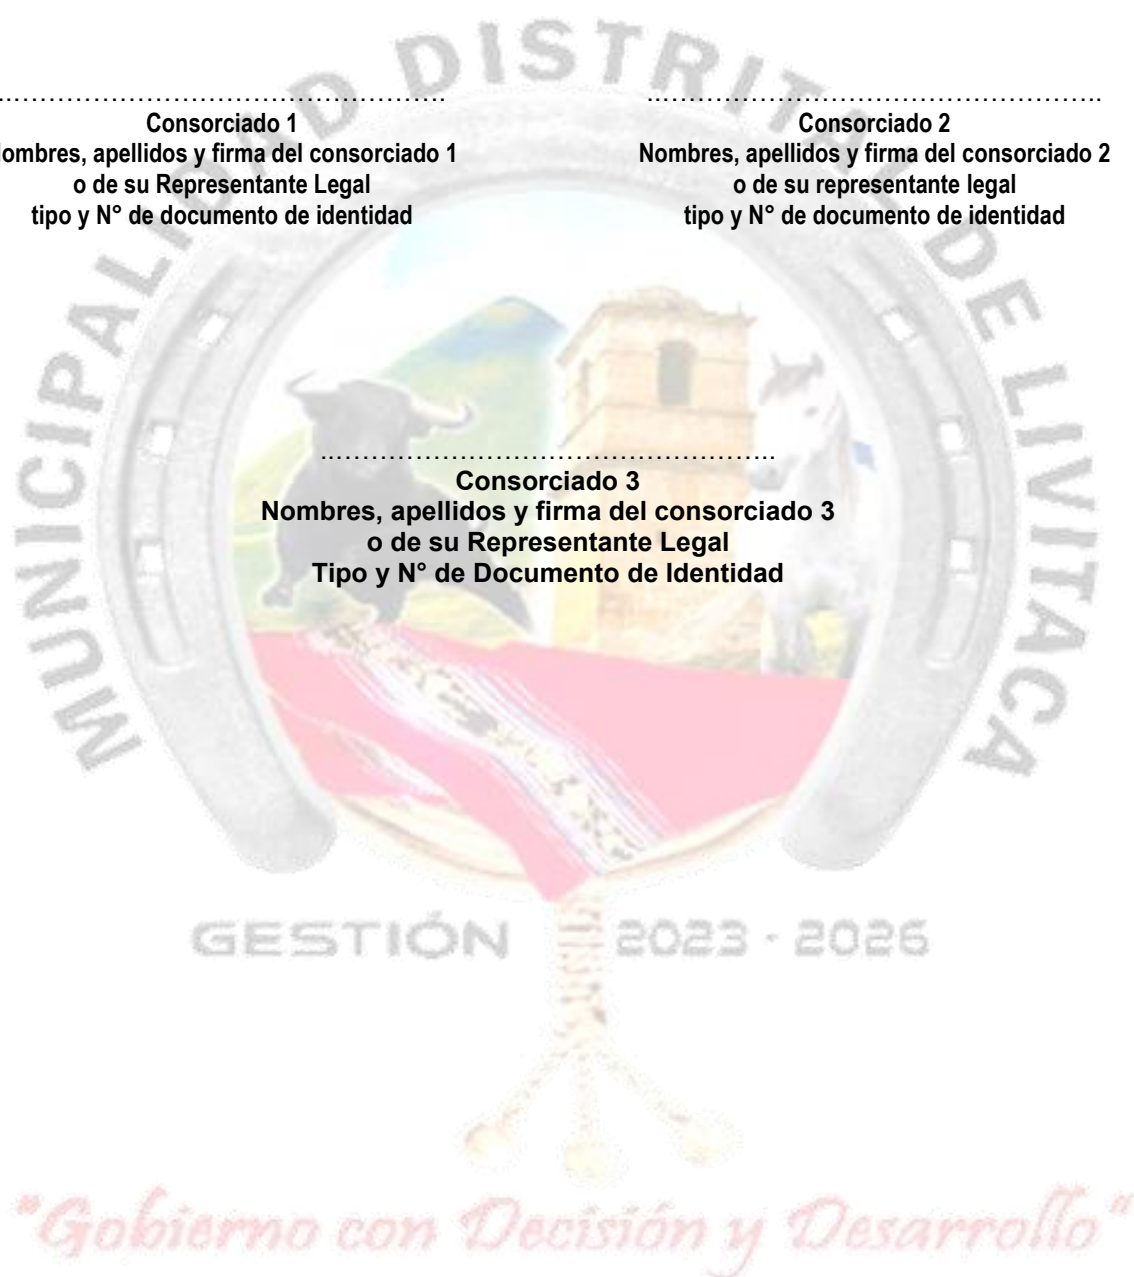 MUNICIPALIDAD DISTRITAL DE LIVITACA
……………………………………………….
Consorciado 1
Nombres, apellidos y firma del consorciado 1
o de su Representante Legal
tipo y N° de documento de identidad
……………………………………………….
Consorciado 2
Nombres, apellidos y firma del consorciado 2
o de su representante legal
tipo y N° de documento de identidad
……………………………………………….
Consorciado 3
Nombres, apellidos y firma del consorciado 3
o de su Representante Legal
Tipo y N° de Documento de Identidad
GESTIÓN 2023 - 2026
"Gobierno con Decisión y Desarrollo"